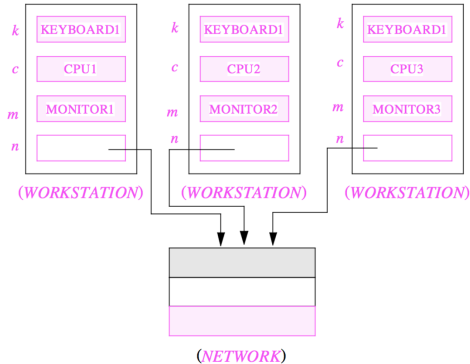 k KEYBOARD1
c CPU1
m MONITOR1
n
(WORKSTATION)
k KEYBOARD1
c CPU2
m MONITOR2
n
(WORKSTATION)
k KEYBOARD1
c CPU3
m MONITOR3
n
(WORKSTATION)
(NETWORK)